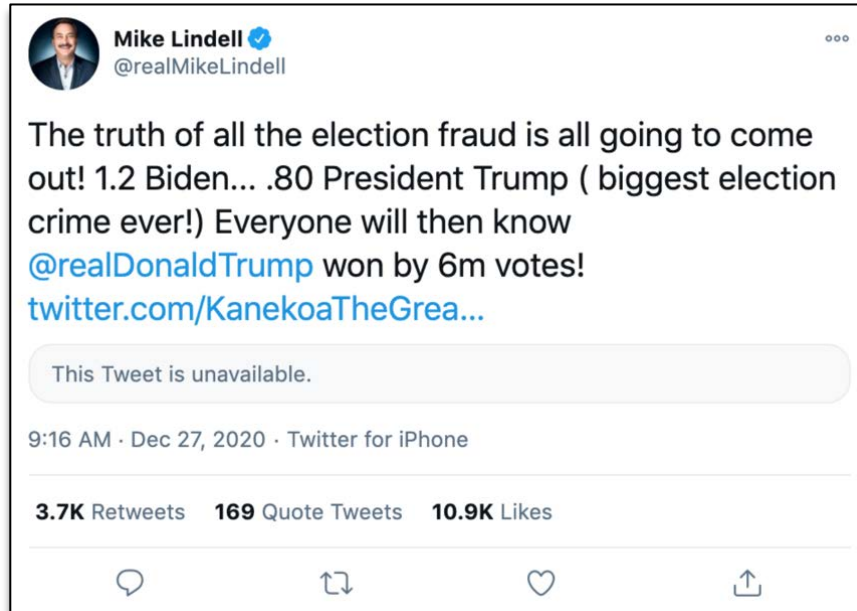 Mike Lindell
@realMikeLindell
The truth of all the election fraud is all going to come
out! 1.2 Biden... .80 President Trump ( biggest election
crime ever!) Everyone will then know
@realDonaldTrump won by 6m votes!
twitter.com/KanekoaTheGrea...
This Tweet is unavailable.
9:16 AM · Dec 27, 2020 · Twitter for iPhone
3.7K Retweets 169 Quote Tweets 10.9K Likes